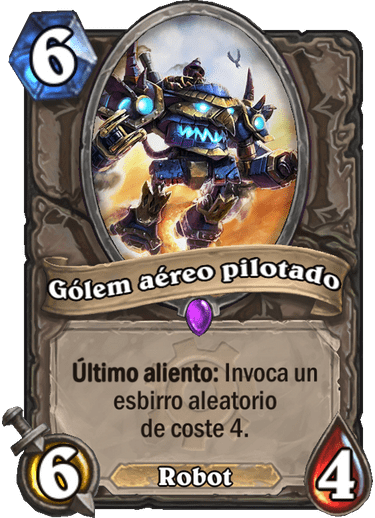 6
Gólem aéreo pilotado
Último aliento: Invoca un
esbirro aleatorio
de coste 4.
6
Robot
4